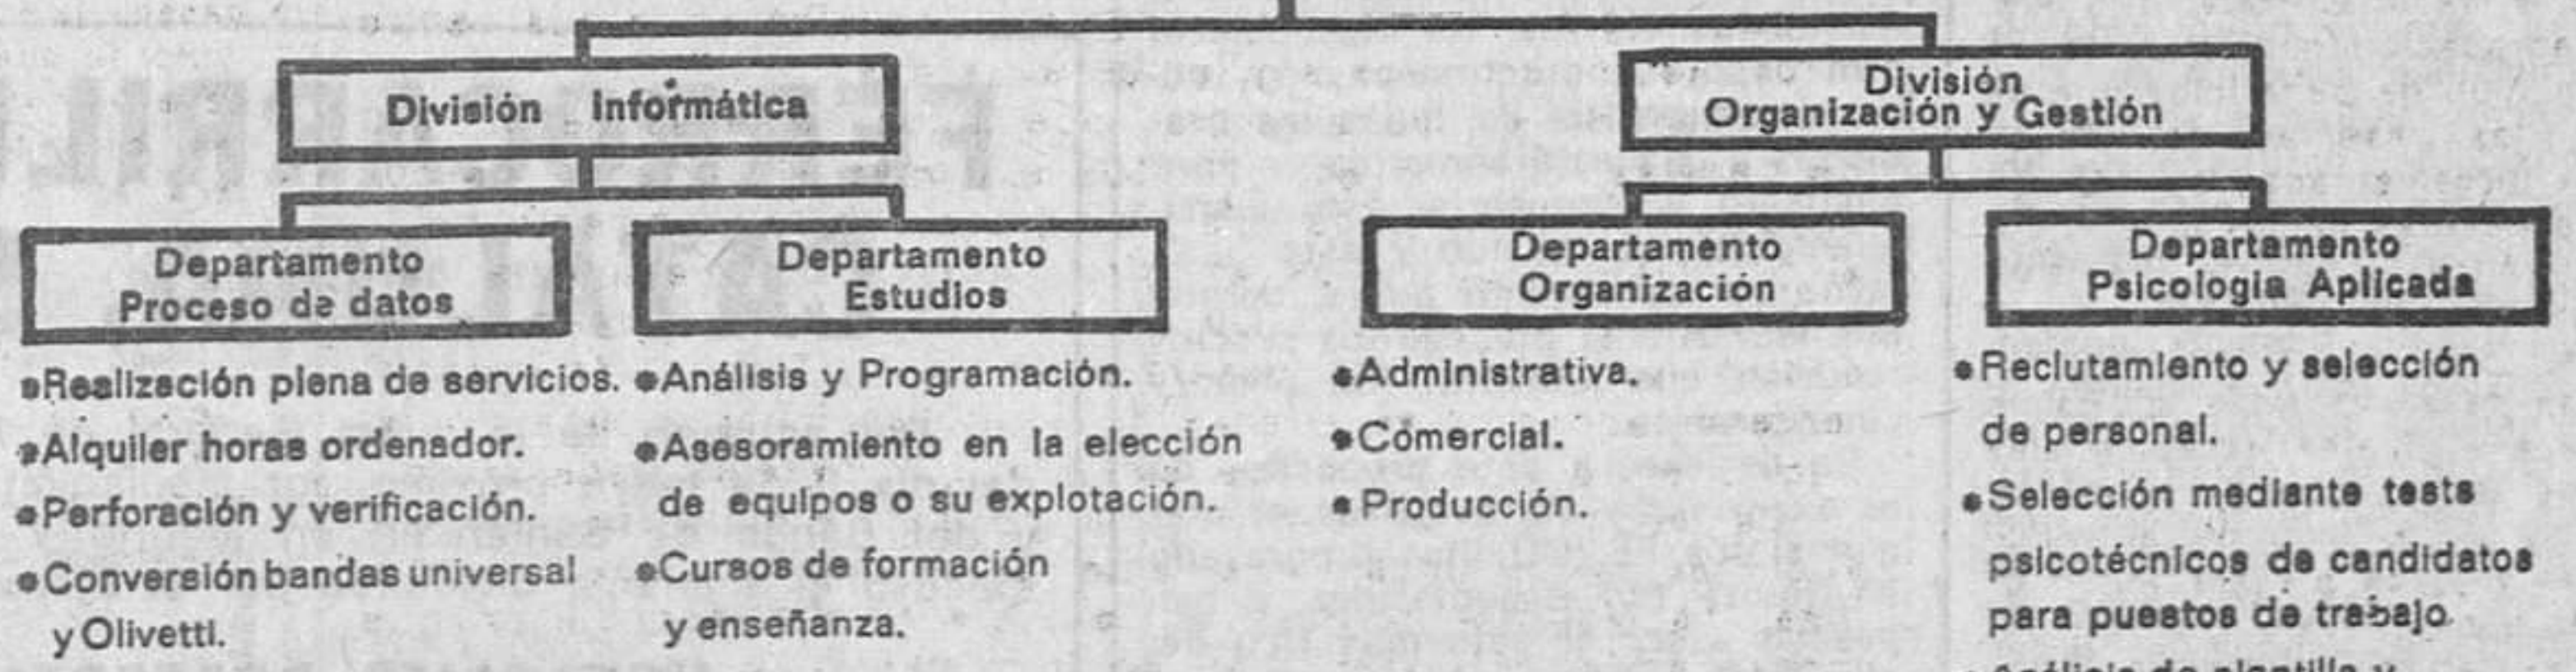 División Informática
División
Organización y Gestión
Departamento
Proceso de datos
Departamento
Estudios
Departamento
Organización
Departamento
Psicologia Aplicada
•Realización plena de servicios.
•Alquiler horas ordenador.
•Perforación y verificación.
•Conversión bandas universal
y Olivetti.
•Análisis y Programación.
•Asesoramiento en la elección
de equipos o su explotación.
•Cursos de formación
y enseñanza.
•Administrativa.
•Comercial.
•Producción.
•Reclutamiento y selección
de personal.
•Selección mediante tests
psicotécnicos de candidatos
para puestos de trabajo.
Análisis de plantilla y